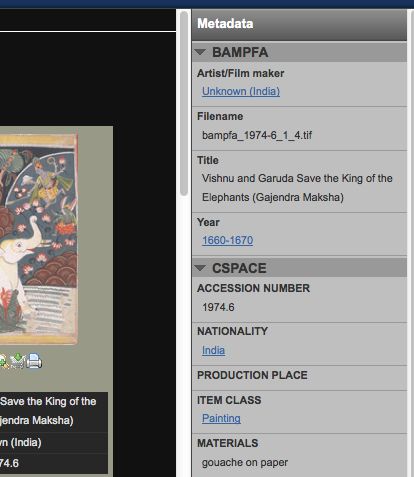 Metadata
BAMPFA
Artist/Film maker
Unknown (India)
Filename
bampfa_1974-6_1_4.tif
Title
Vishnu and Garuda Save the King of the
Elephants (Gajendra Maksha)
Year
1660-1670
CSPACE
ACCESSION NUMBER
1974.6
NATIONALITY
India
PRODUCTION PLACE
ITEM CLASS
Painting
MATERIALS
gouache on paper
Save the King of the
jendra Maksha)
n (India)
74.6